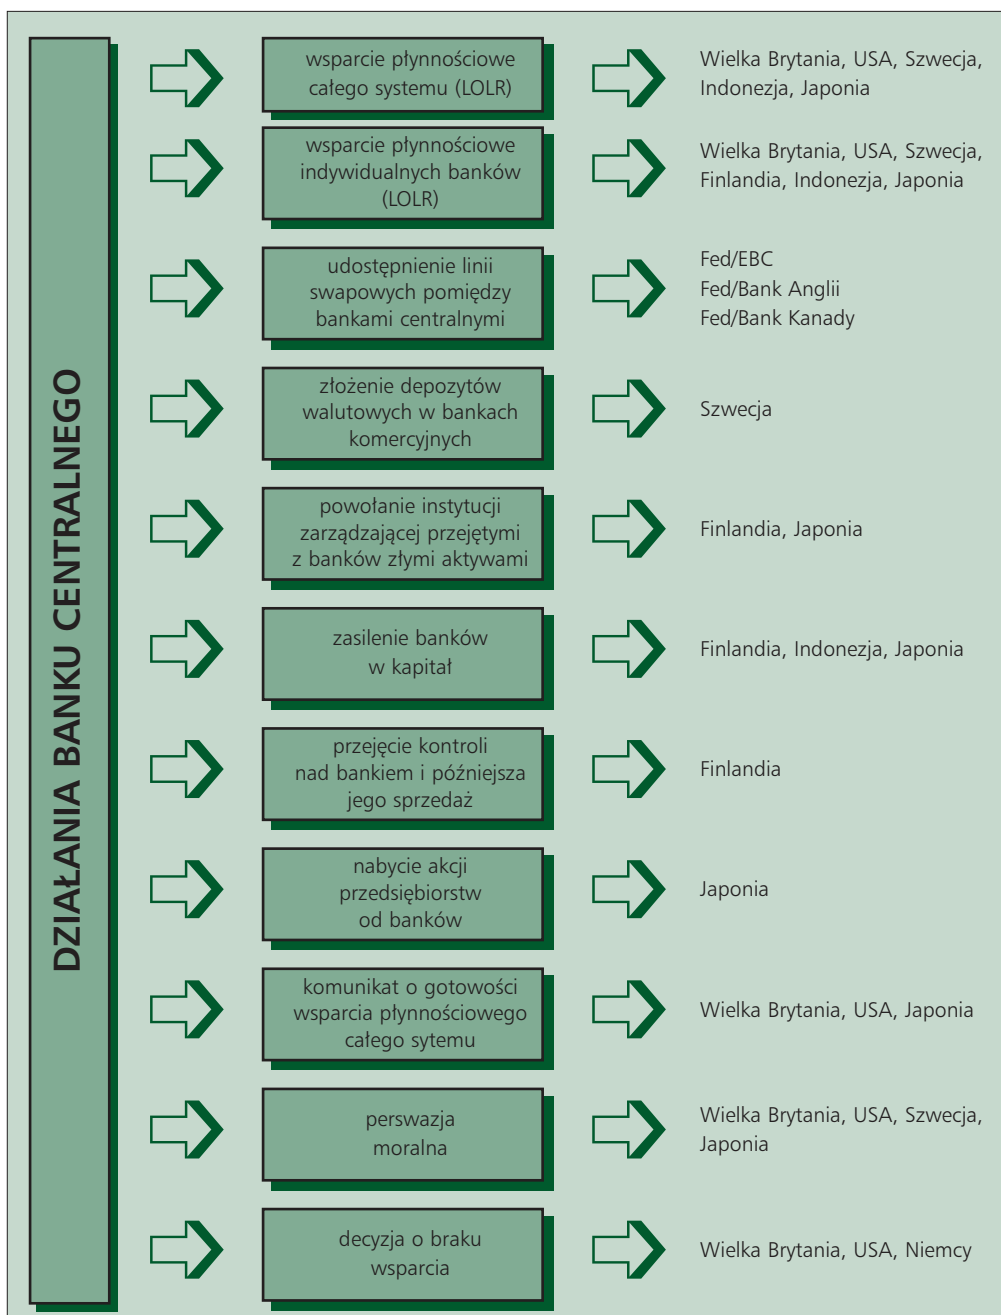 DZIAŁANIA BANKU CENTRALNEGO
wsparcie płynnościowe
całego systemu (LOLR)
Wielka Brytania, USA, Szwecja,
Indonezja, Japonia
wsparcie płynnościowe
indywidualnych banków
(LOLR)
Wielka Brytania, USA, Szwecja,
Finlandia, Indonezja, Japonia
udostępnienie linii
swapowych pomiędzy
bankami centralnymi
Fed/EBC
Fed/Bank Anglii
Fed/Bank Kanady
złożenie depozytów
walutowych w bankach
komercyjnych
Szwecja
powołanie instytucji
zarządzającej przejętymi
z banków złymi aktywami
Finlandia, Japonia
zasilenie banków
w kapitał
Finlandia, Indonezja, Japonia
przejęcie kontroli
nad bankiem i późniejsza
jego sprzedaż
Finlandia
nabycie akcji
przedsiębiorstw
od banków
Japonia
komunikat o gotowości
wsparcia płynnościowego
całego sytemu
Wielka Brytania, USA, Japonia
perswazja
moralna
Wielka Brytania, USA, Szwecja,
Japonia
decyzja o braku
wsparcia
Wielka Brytania, USA, Niemcy